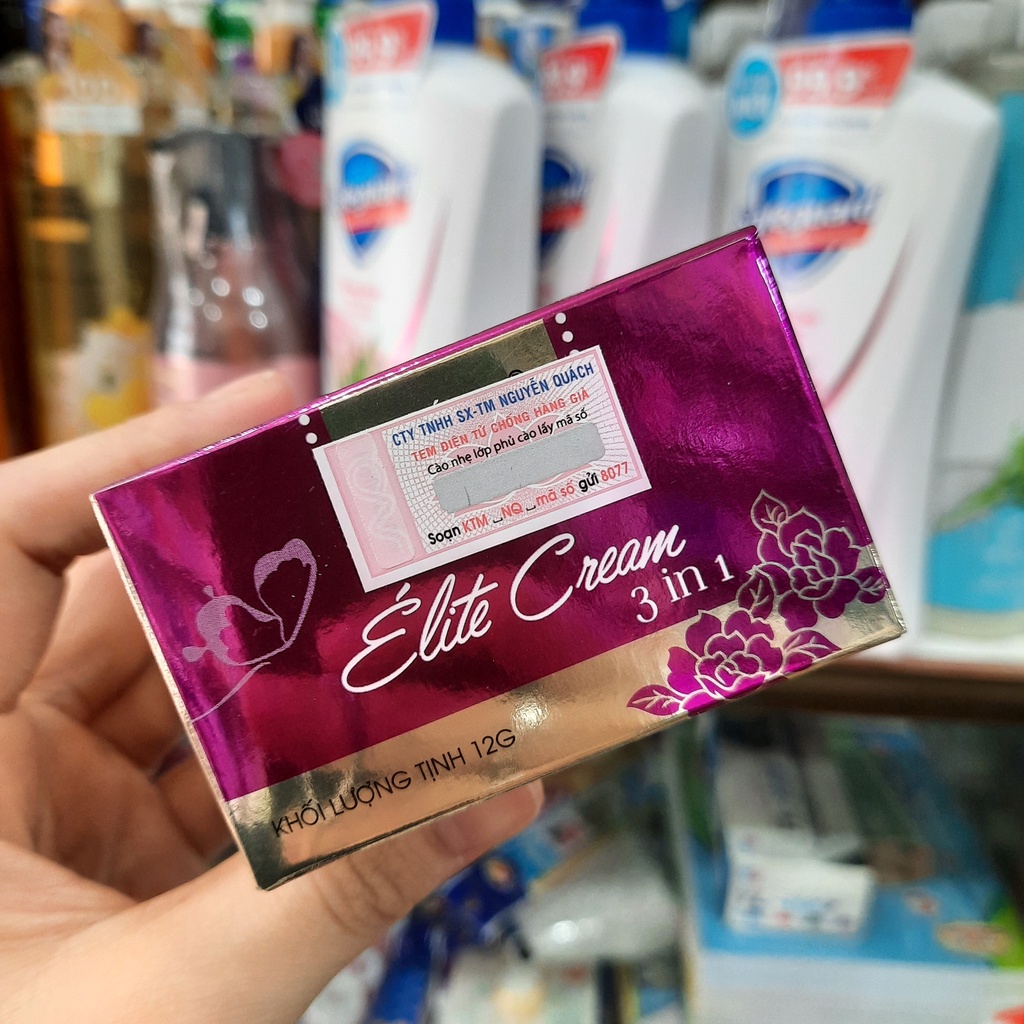 CTY TNHH SX-TM NGUYỄN QUÁCH
TEM ĐIỆN TỬ CHỐNG HÀNG GIẢ
Cào nhẹ lớp phủ cào lấy mã số
Soạn KTM ⎵NQ ⎵mã số gửi 8077
Élite Cream
3 in 1
KHỐI LƯỢNG TỊNH 12G